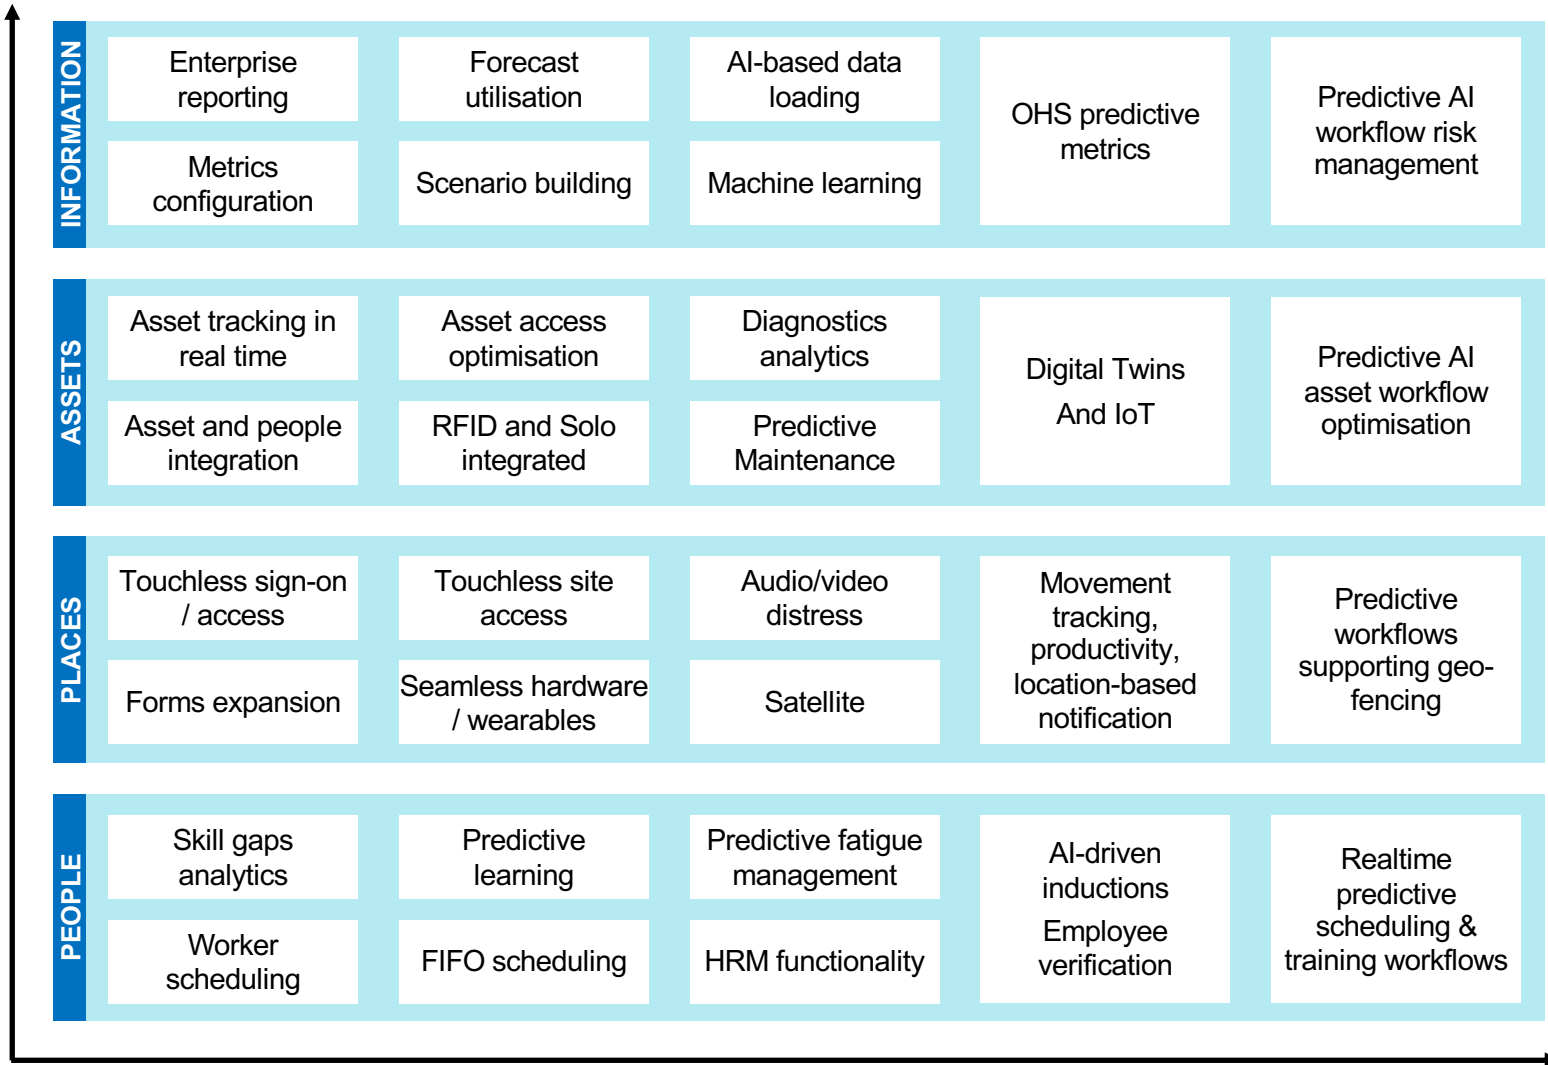 INFORMATION
Enterprise
reporting
Forecast
utilisation
AI-based data
loading
OHS predictive
metrics
Predictive AI
workflow risk
management
Metrics
configuration
Scenario building
Machine learning
ASSETS
Asset tracking in
real time
Asset access
optimisation
Diagnostics
analytics
Digital Twins
And IoT
Predictive AI
asset workflow
optimisation
Asset and people
integration
RFID and Solo
integrated
Predictive
Maintenance
PLACES
Touchless sign-on
/ access
Touchless site
access
Audio/video
distress
Movement
tracking,
productivity,
location-based
notification
Predictive
workflows
supporting geo-
fencing
Forms expansion
Seamless hardware
/ wearables
Satellite
PEOPLE
Skill gaps
analytics
Predictive
learning
Predictive fatigue
management
AI-driven
inductions
Employee
verification
Realtime
predictive
scheduling &
training workflows
Worker
scheduling
FIFO scheduling
HRM functionality